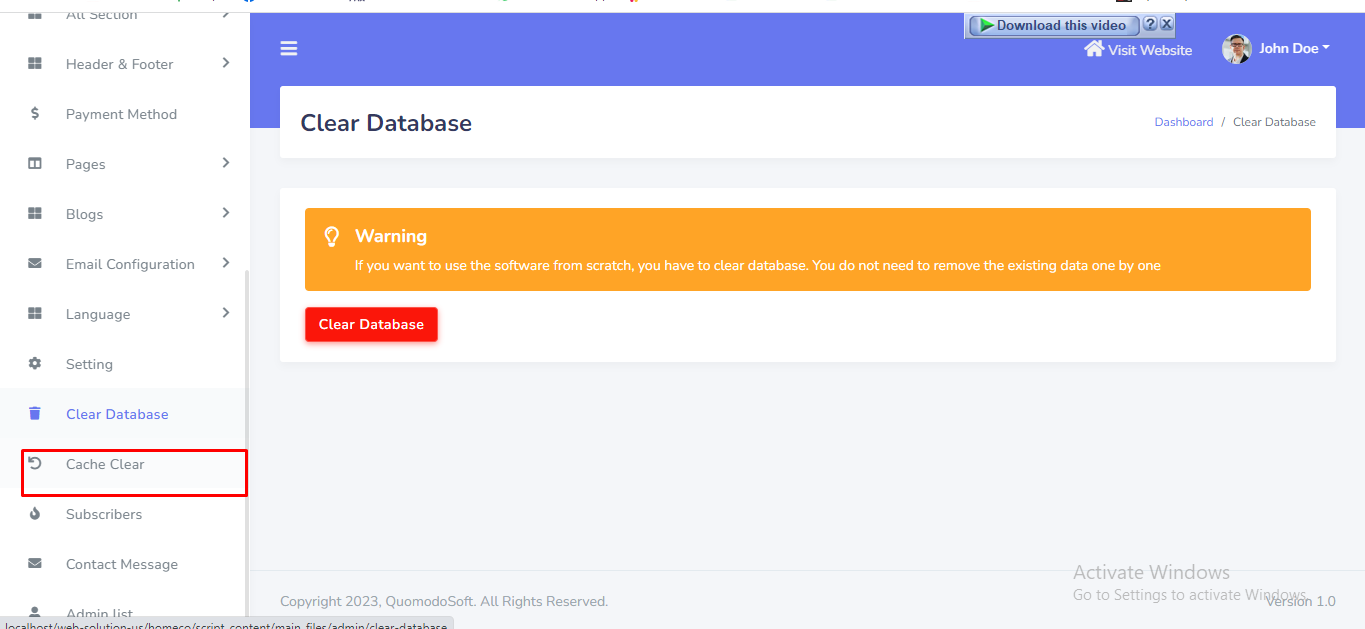 All Section
Header & Footer
Payment Method
Pages
Blogs
Email Configuration
Language
Setting
Clear Database
Cache Clear
Subscribers
Contact Message
Admin list
Download this video
?
Visit Website
John Doe
Clear Database
Dashboard / Clear Database
Warning
If you want to use the software from scratch, you have to clear database. You do not need to remove the existing data one by one
Clear Database
Activate Windows
Go to Settings to activate Windows.
Copyright 2023, QuomodoSoft. All Rights Reserved.
Version 1.0
localhost/web-solution-us/homeco/script_content/main_files/admin/clear-database